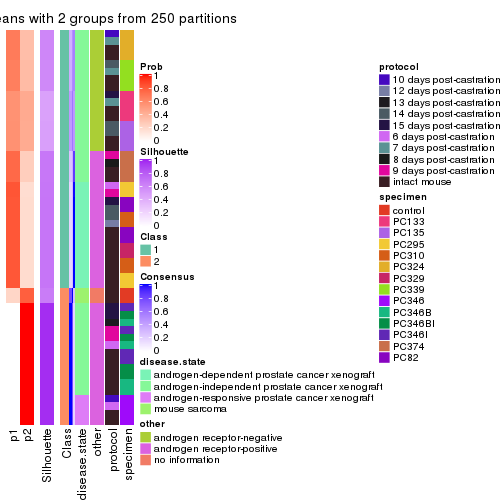 eans with 2 groups from 250 partitions
Prob
1
0.8
0.6
0.4
0.2
0
Silhouette
1
0.8
0.6
0.4
0.2
0
Class
1
2
Consensus
1
0.8
0.6
0.4
0.2
0
disease.state
androgen-dependent prostate cancer xenograft
androgen-independent prostate cancer xenograft
androgen-responsive prostate cancer xenograft
mouse sarcoma
other
androgen receptor-negative
androgen receptor-positive
no information
protocol
10 days post-castration
12 days post-castration
13 days post-castration
14 days post-castration
15 days post-castration
6 days post-castration
7 days post-castration
8 days post-castration
9 days post-castration
intact mouse
specimen
control
PC133
PC135
PC295
PC310
PC324
PC329
PC339
PC346
PC346B
PC346BI
PC346I
PC374
PC82
p1
p2
Silhouette
Class
disease.state
other
protocol
specimen